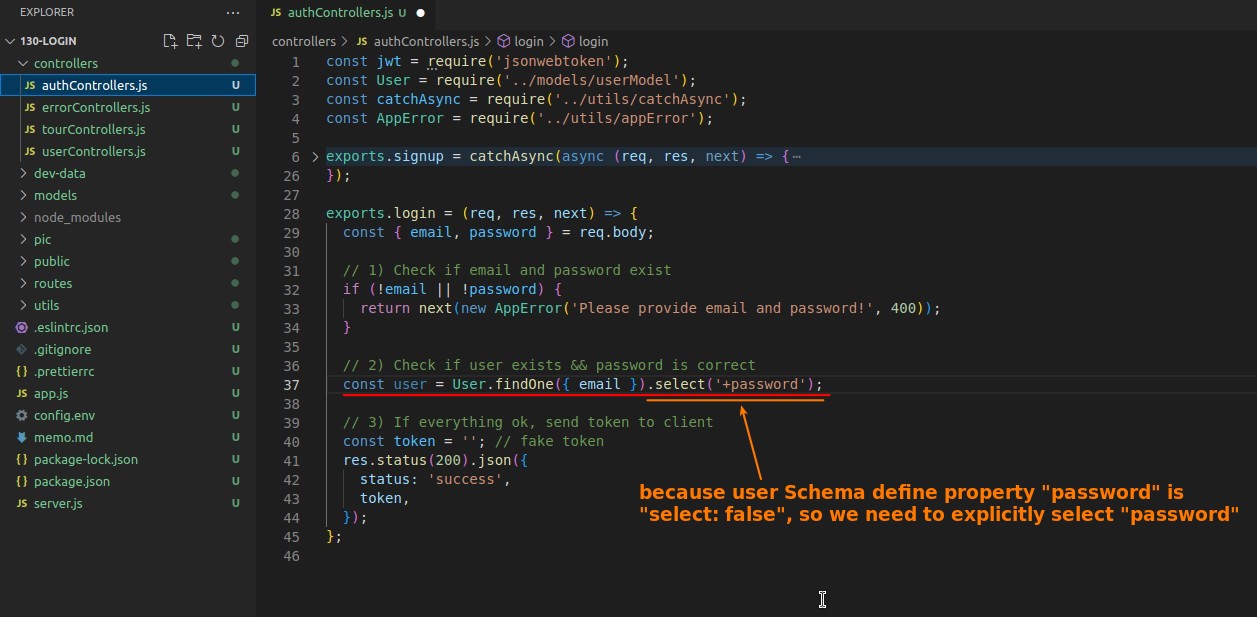 EXPLORER
...
130-LOGIN
controllers
JS authControllers.js U
JS errorControllers.js U
JS tourControllers.js U
JS userControllers.js U
dev-data
models
node_modules
pic
public
routes
utils
.eslintrc.json U
.gitignore U
{ } .prettierrc U
JS app.js U
config.env U
memo.md U
{ } package-lock.json U
{ } package.json U
JS server.js U
JS authControllers.js U ●
controllers > JS authControllers.js > login > login
1 const jwt = require('jsonwebtoken');
2 const User = require('../models/userModel');
3 const catchAsync = require('../utils/catchAsync');
4 const AppError = require('../utils/appError');
5
6 > exports.signup = catchAsync(async (req, res, next) => {⋯
26 });
27
28 exports.login = (req, res, next) => {
29 const { email, password } = req.body;
30
31 // 1) Check if email and password exist
32 if (!email || !password) {
33 return next(new AppError('Please provide email and password!', 400));
34 }
35
36 // 2) Check if user exists && password is correct
37 const user = User.findOne({ email }).select('+password');
38
39 // 3) If everything ok, send token to client
40 const token = ''; // fake token
41 res.status(200).json({
42 status: 'success',
43 token,
44 });
45 };
46
because user Schema define property "password" is
"select: false", so we need to explicitly select "password"